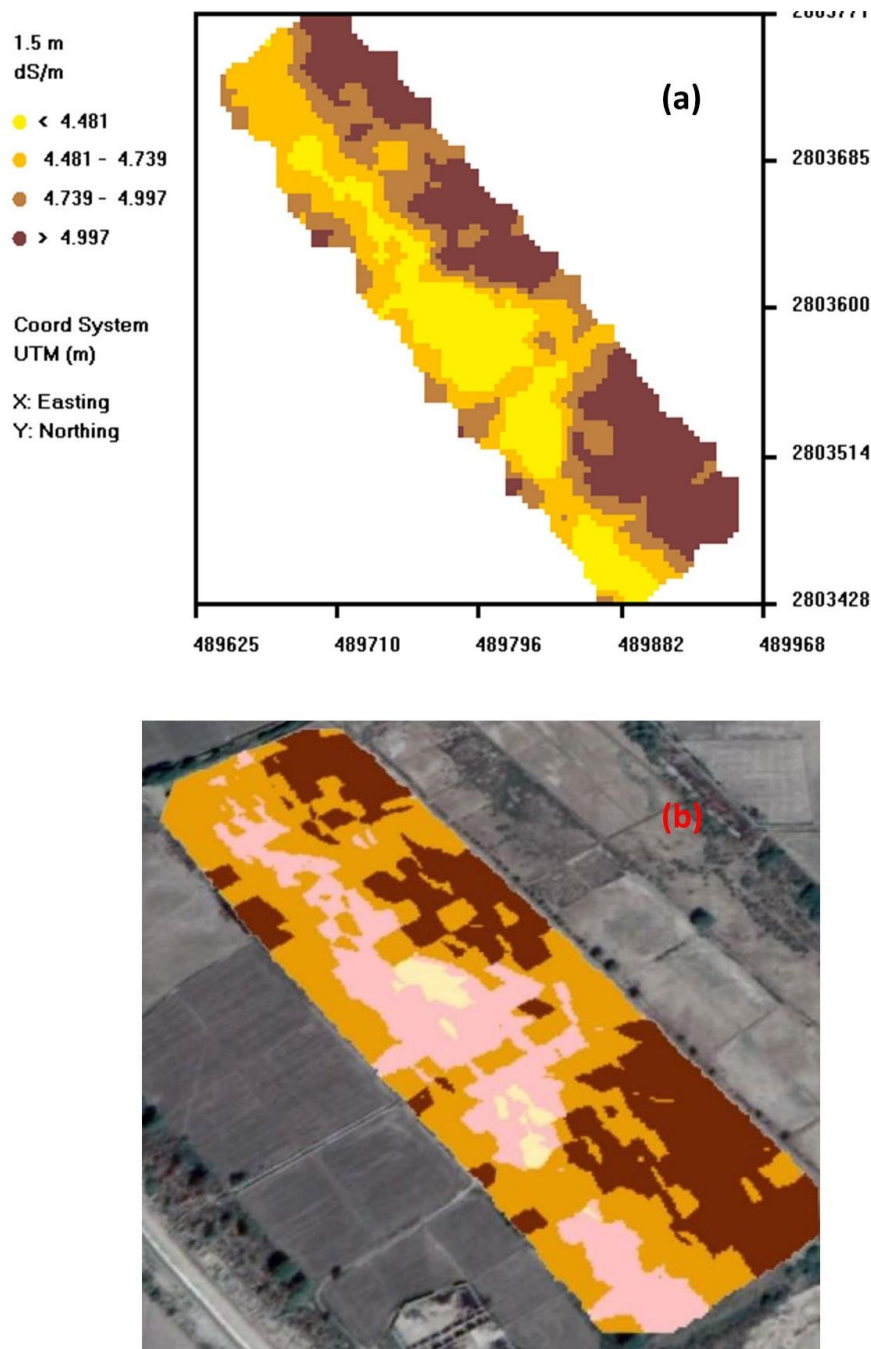 1.5 m
dS/m
< 4.481
4.481 - 4.739
4.739 - 4.997
> 4.997
Coord System
UTM (m)
X: Easting
Y: Northing
(a)
2803771
2803685
2803600
2803514
2803428
489625 489710 489796 489882 489968
(b)